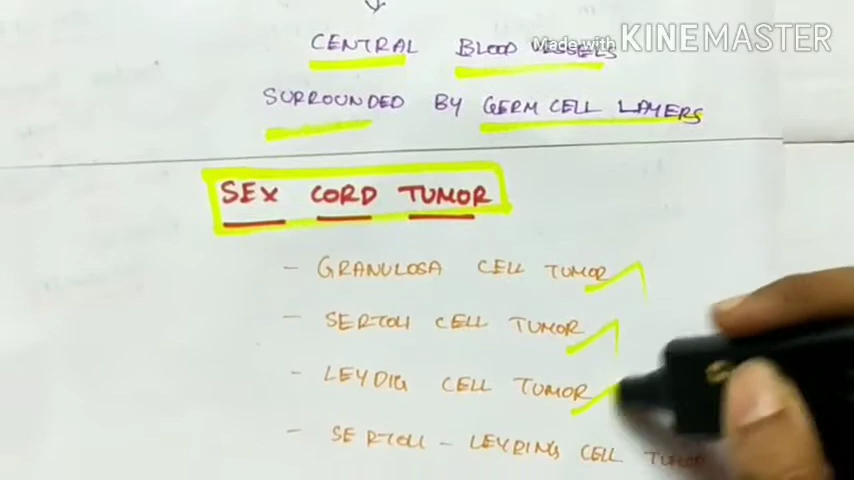 CENTRAL BLOOD VESSELS
Made with KINEMASTER
SURROUNDED BY GERM CELL LAYERS
SEX CORD TUMOR
- GRANULOSA CELL TUMOR
- SERTOLI CELL TUMOR
- LEYDIG CELL TUMOR
- SERTOLI - LEYDING CELL TUMOR